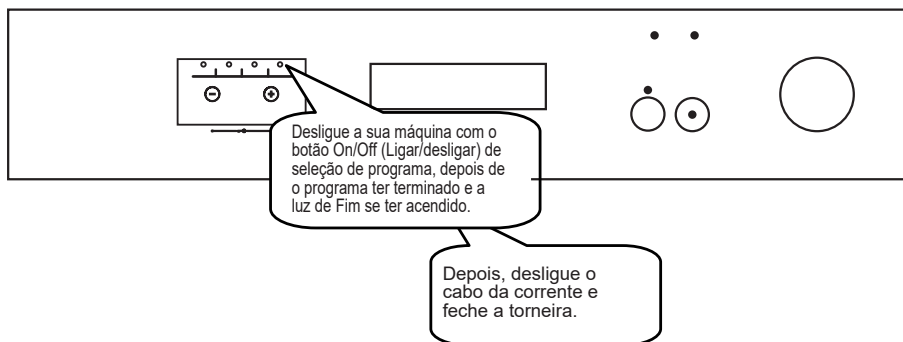 Desligue a sua máquina com o
botão On/Off (Ligar/desligar) de
seleção de programa, depois de
o programa ter terminado e a
luz de Fim se ter acendido.
Depois, desligue o
cabo da corrente e
feche a torneira.